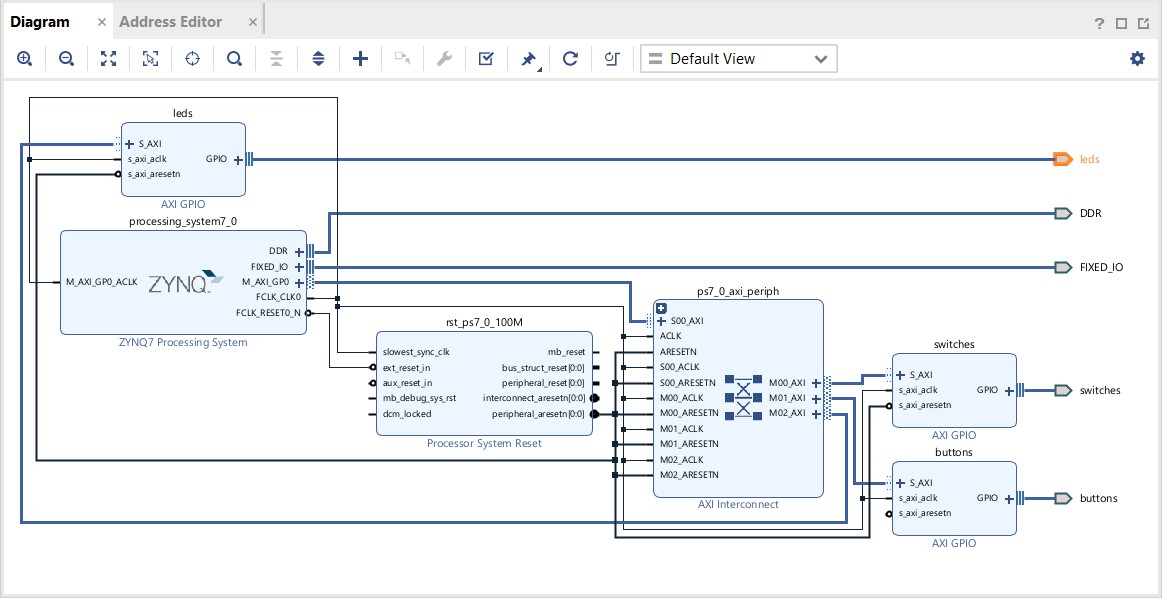 Diagram
Address Editor
Default View
leds
S_AXI
s_axi_aclk
GPIO
s_axi_aresetn
AXI GPIO
leds
processing_system7_0
DDR
FIXED_IO
M_AXI_GP0_ACLK
ZYNQ
M_AXI_GP0
FCLK_CLK0
FCLK_RESET0_N
ZYNQ7 Processing System
DDR
FIXED_IO
rst_ps7_0_100M
slowest_sync_clk
mb_reset
ext_reset_in
bus_struct_reset[0:0]
aux_reset_in
peripheral_reset[0:0]
mb_debug_sys_rst
interconnect_aresetn[0:0]
dcm_locked
peripheral_aresetn[0:0]
Processor System Reset
ps7_0_axi_periph
S00_AXI
ACLK
ARESETN
S00_ACLK
S00_ARESETN
M00_AXI
M00_ACLK
M01_AXI
M00_ARESETN
M02_AXI
M01_ACLK
M01_ARESETN
M02_ACLK
M02_ARESETN
AXI Interconnect
switches
S_AXI
s_axi_aclk
GPIO
s_axi_aresetn
AXI GPIO
switches
buttons
S_AXI
s_axi_aclk
GPIO
s_axi_aresetn
AXI GPIO
buttons